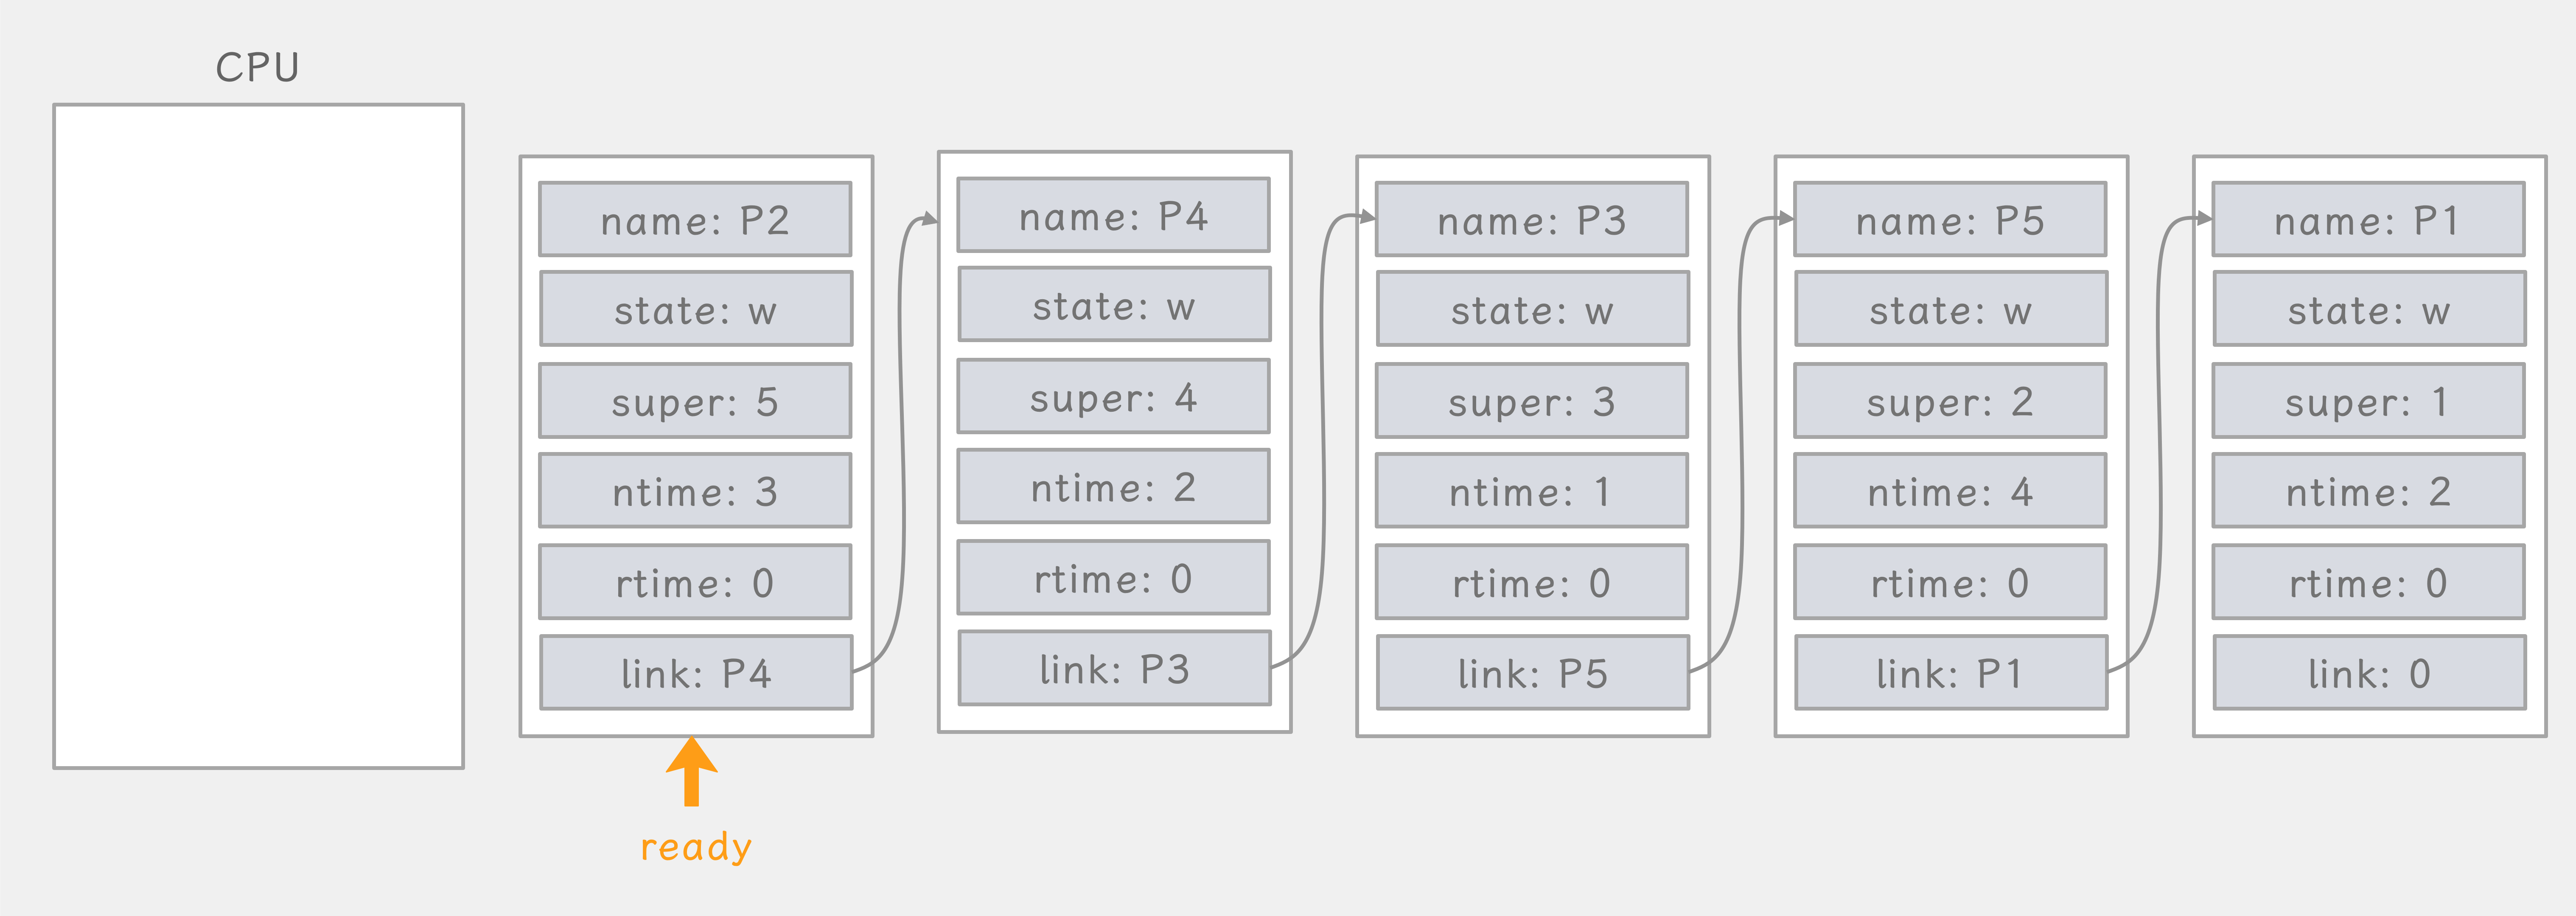 CPU
name: P2
state: w
super: 5
ntime: 3
rtime: 0
link: P4
name: P4
state: w
super: 4
ntime: 2
rtime: 0
link: P3
name: P3
state: w
super: 3
ntime: 1
rtime: 0
link: P5
name: P5
state: w
super: 2
ntime: 4
rtime: 0
link: P1
name: P1
state: w
super: 1
ntime: 2
rtime: 0
link: 0
ready